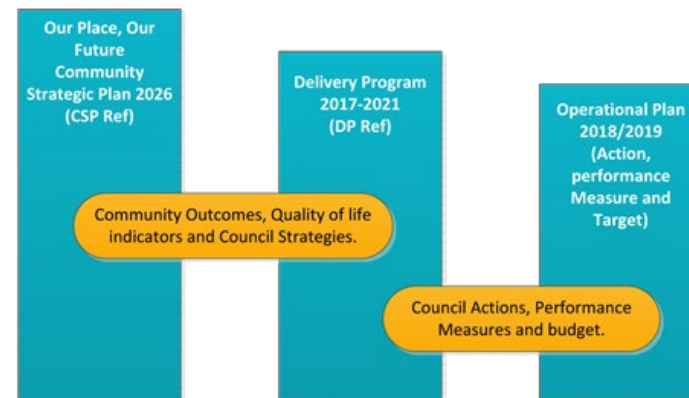 Our Place, Our
Future
Community
Strategic Plan 2026
(CSP Ref)
Delivery Program
2017-2021
(DP Ref)
Operational Plan
2018/2019
(Action,
performance
Measure and
Target)
Community Outcomes, Quality of life
indicators and Council Strategies.
Council Actions, Performance
Measures and budget.